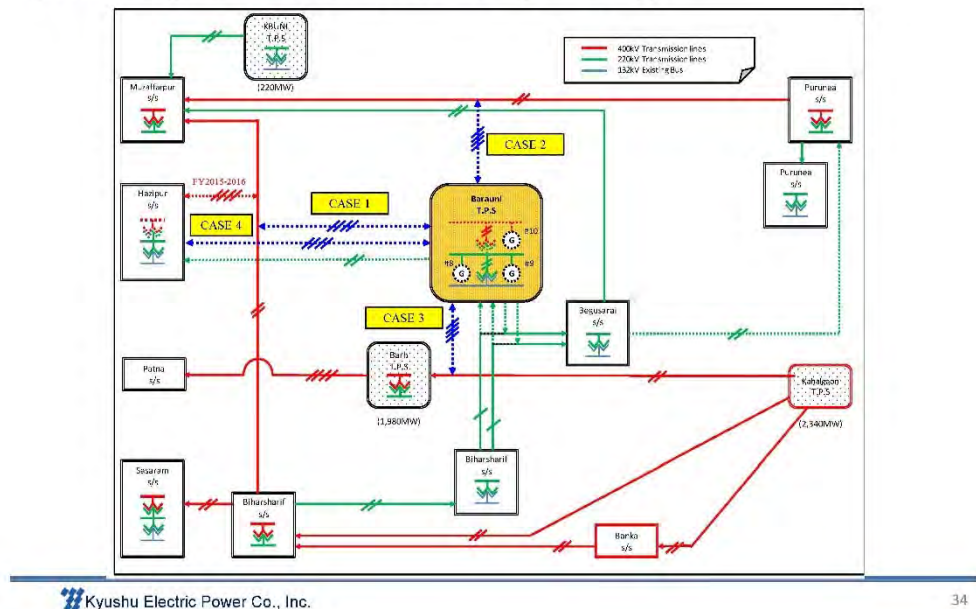 KBUNL
T.P.S
(220MW)
400kV Transmission lines
220kV Transmission lines
132kV Existing Bus
Muzaffarpur
s/s
Purunea
s/s
CASE 2
Purunea
s/s
Hazipur
s/s
FY2015-2016
CASE 1
CASE 4
Barauni
T.P.S
#10
G
#8
G
#9
G
CASE 3
Begusarai
s/s
Patna
s/s
Barh
T.P.S
(1,980MW)
Kahalgaon
T.P.S
(2,340MW)
Sasaram
s/s
Biharsharif
s/s
Biharsharif
s/s
Banka
s/s
Kyushu Electric Power Co., Inc.
34